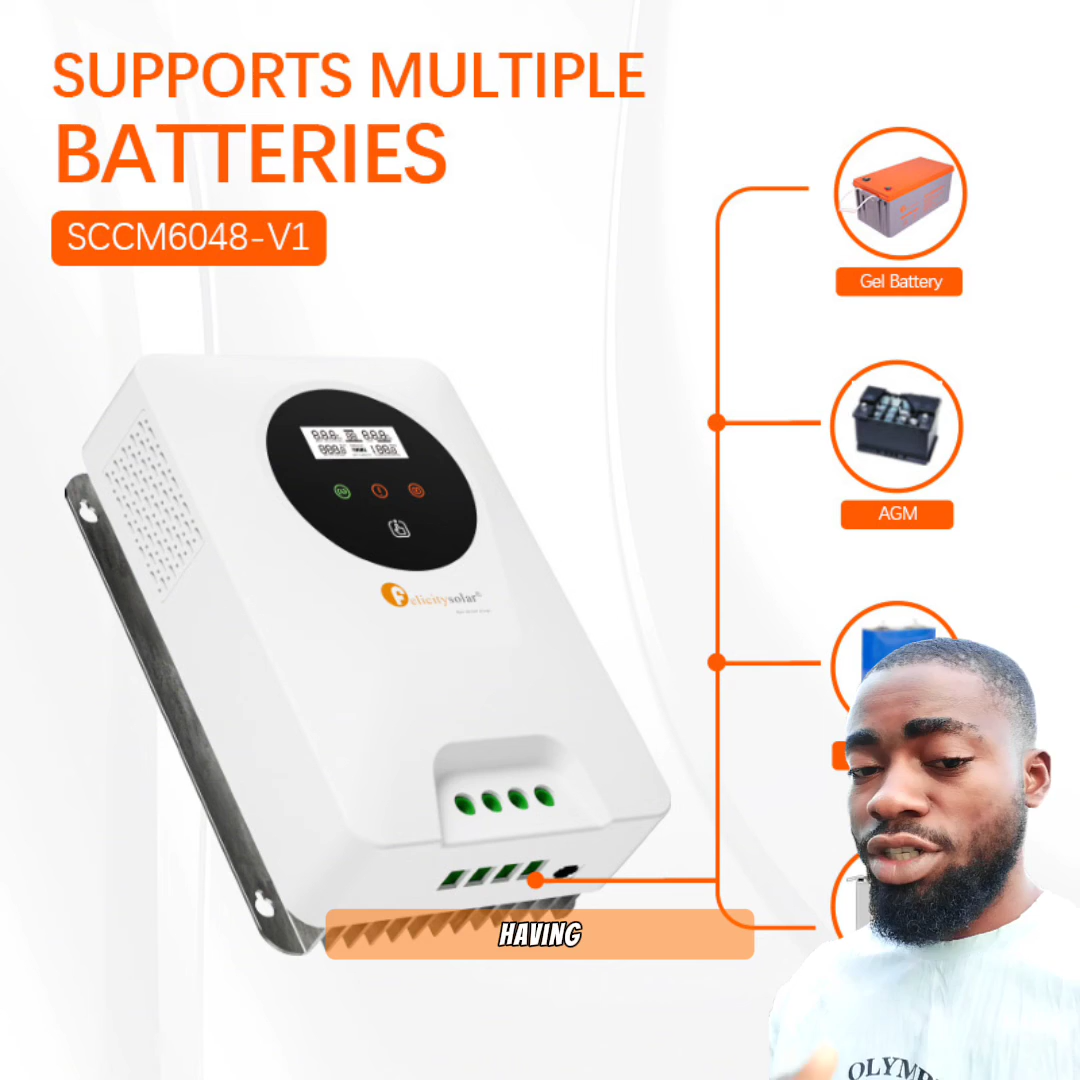 SUPPORTS MULTIPLE
BATTERIES
SCCM6048-V1
Gel Battery
AGM
felicitysolar
HAVING